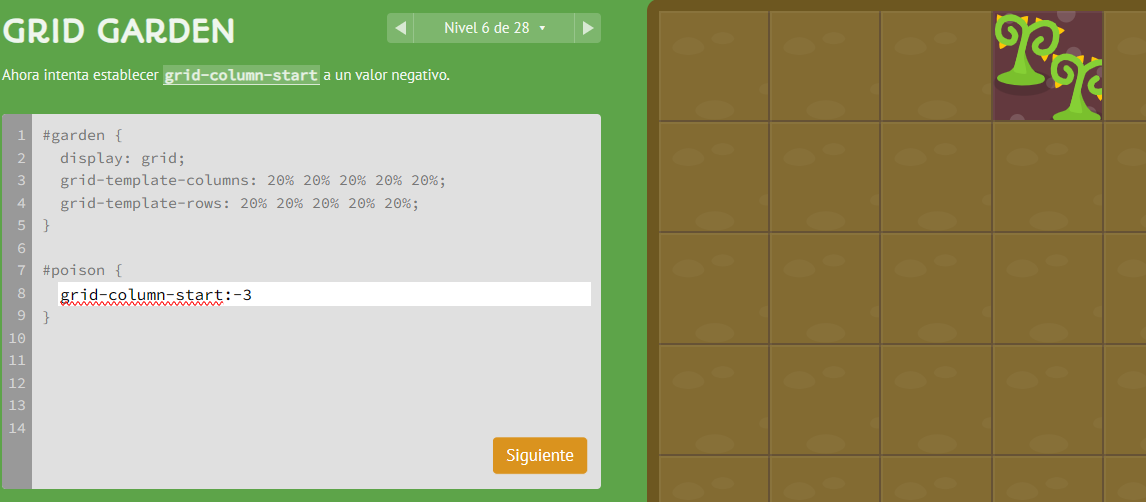 GRID GARDEN
◀ Nivel 6 de 28 ▾ ▶
Ahora intenta establecer grid-column-start a un valor negativo.
1 #garden {
2 display: grid;
3 grid-template-columns: 20% 20% 20% 20% 20%;
4 grid-template-rows: 20% 20% 20% 20% 20%;
5 }
6
7 #poison {
8 grid-column-start:-3
9 }
10
11
12
13
14
Siguiente